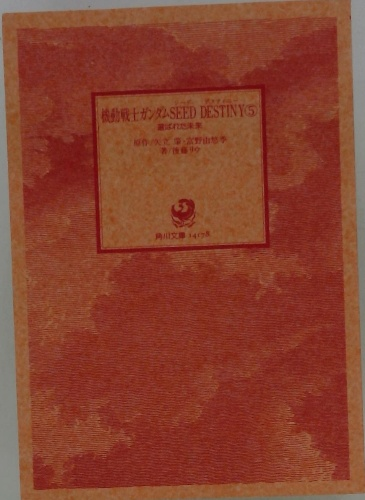 機動戦士ガンダムSEED DESTINY(5)
選ばれた未来
原作/矢立 肇・富野由悠季
著/後藤リウ
角川文庫 14178